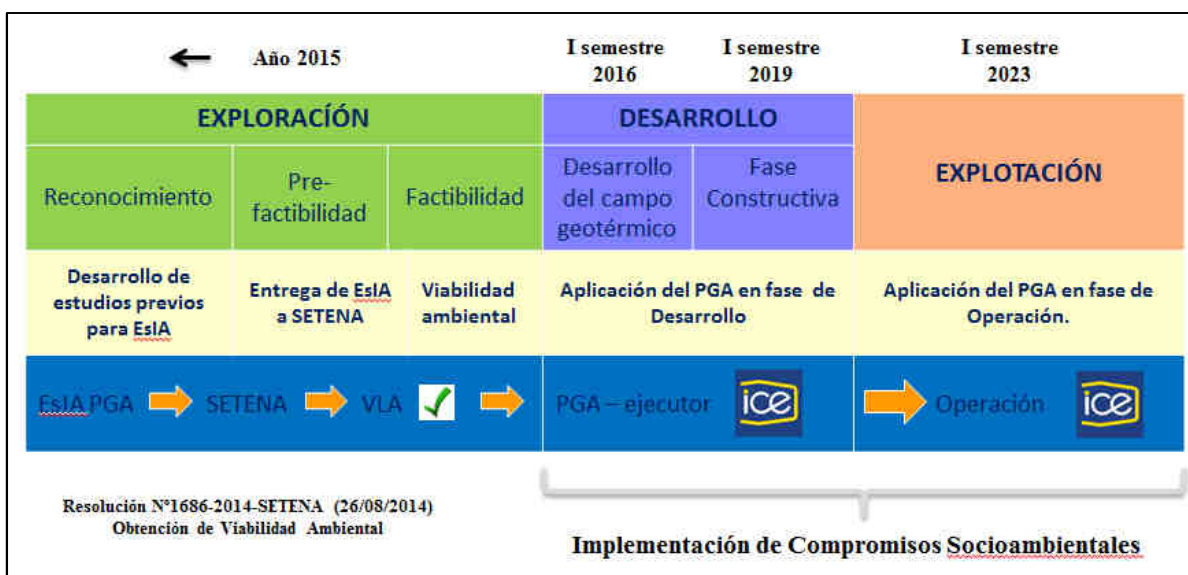 Año 2015
I semestre
2016
I semestre
2019
I semestre
2023
EXPLORACÍÓN
DESARROLLO
EXPLOTACIÓN
Reconocimiento
Pre-
factibilidad
Factibilidad
Desarrollo
del campo
geotérmico
Fase
Constructiva
Desarrollo de
estudios previos
para EsIA
Entrega de EsIA
a SETENA
Viabilidad
ambiental
Aplicación del PGA en fase de
Desarrollo
Aplicación del PGA en fase de
Operación.
EsIA PGA
SETENA
VLA
PGA – ejecutor
ice
Operación
ice
Resolución Nº1686-2014-SETENA (26/08/2014)
Obtención de Viabilidad Ambiental
Implementación de Compromisos Socioambientales